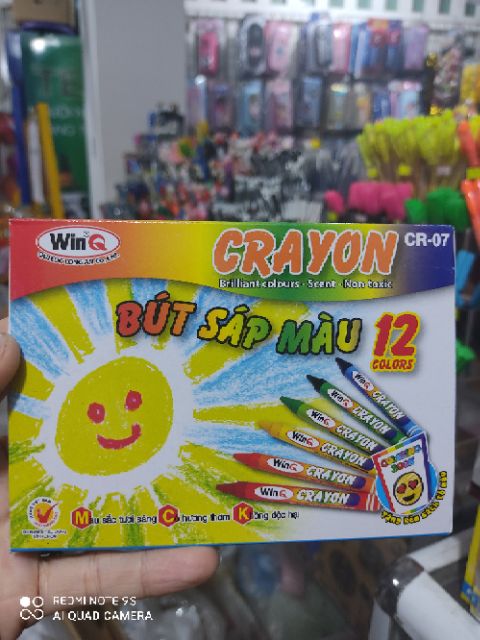 WinQ
CRAYON
CR-07
Brilliant colours - Scent - Non toxic
BÚT SÁP MÀU
12
COLORS
WinQ CRAYON
WinQ CRAYON
WinQ CRAYON
WinQ CRAYON
WinQ CRAYON
WinQ CRAYON
COLORING
BOOK
Màu sắc tươi sáng Có hương thơm Không độc hại
REDMI NOTE 9S
AI QUAD CAMERA